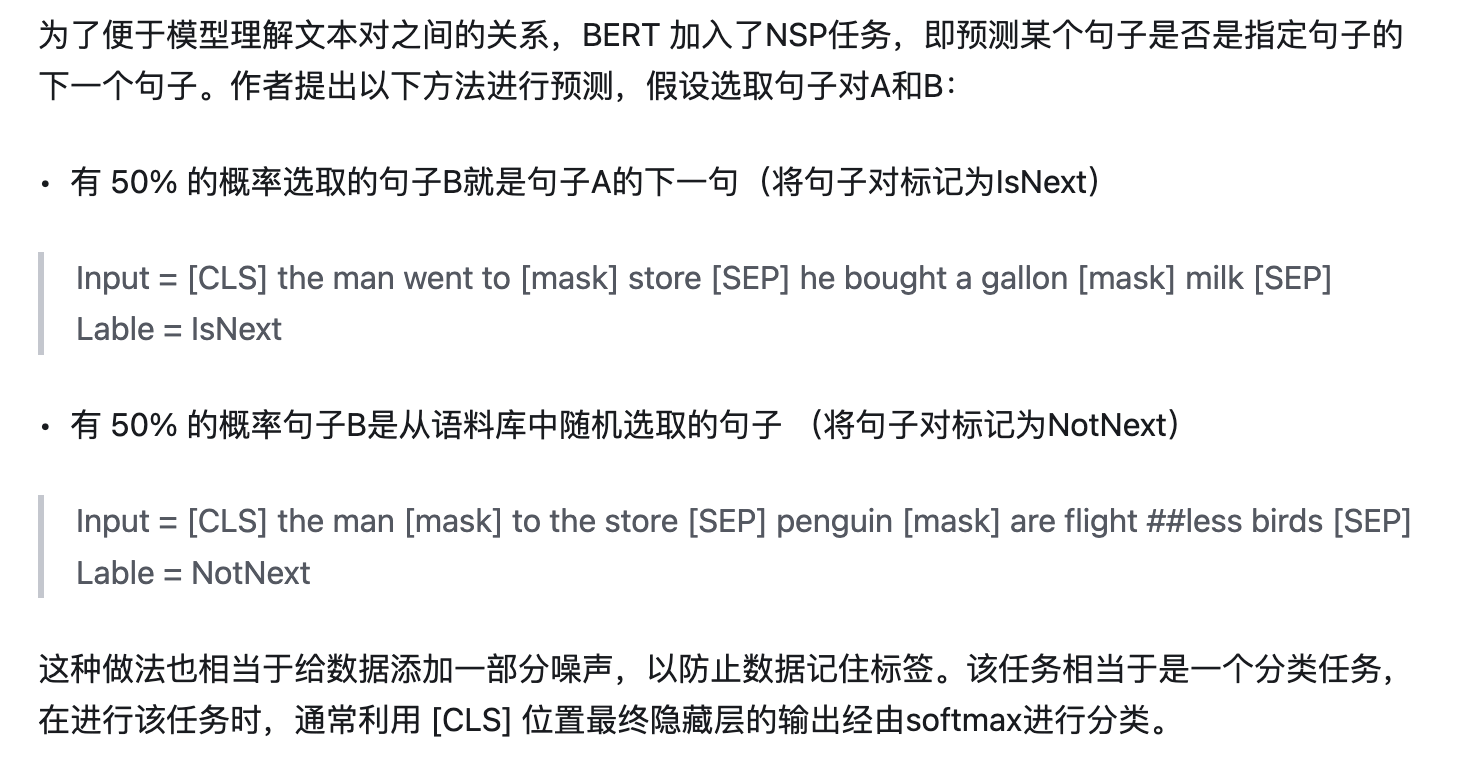 为了便于模型理解文本对之间的关系，BERT 加入了NSP任务，即预测某个句子是否是指定句子的
下一个句子。作者提出以下方法进行预测，假设选取句子对A和B：
• 有 50% 的概率选取的句子B就是句子A的下一句（将句子对标记为IsNext）
Input = [CLS] the man went to [mask] store [SEP] he bought a gallon [mask] milk [SEP]
Lable = IsNext
• 有 50% 的概率句子B是从语料库中随机选取的句子 （将句子对标记为NotNext）
Input = [CLS] the man [mask] to the store [SEP] penguin [mask] are flight ##less birds [SEP]
Lable = NotNext
这种做法也相当于给数据添加一部分噪声，以防止数据记住标签。该任务相当于是一个分类任务，
在进行该任务时，通常利用 [CLS] 位置最终隐藏层的输出经由softmax进行分类。